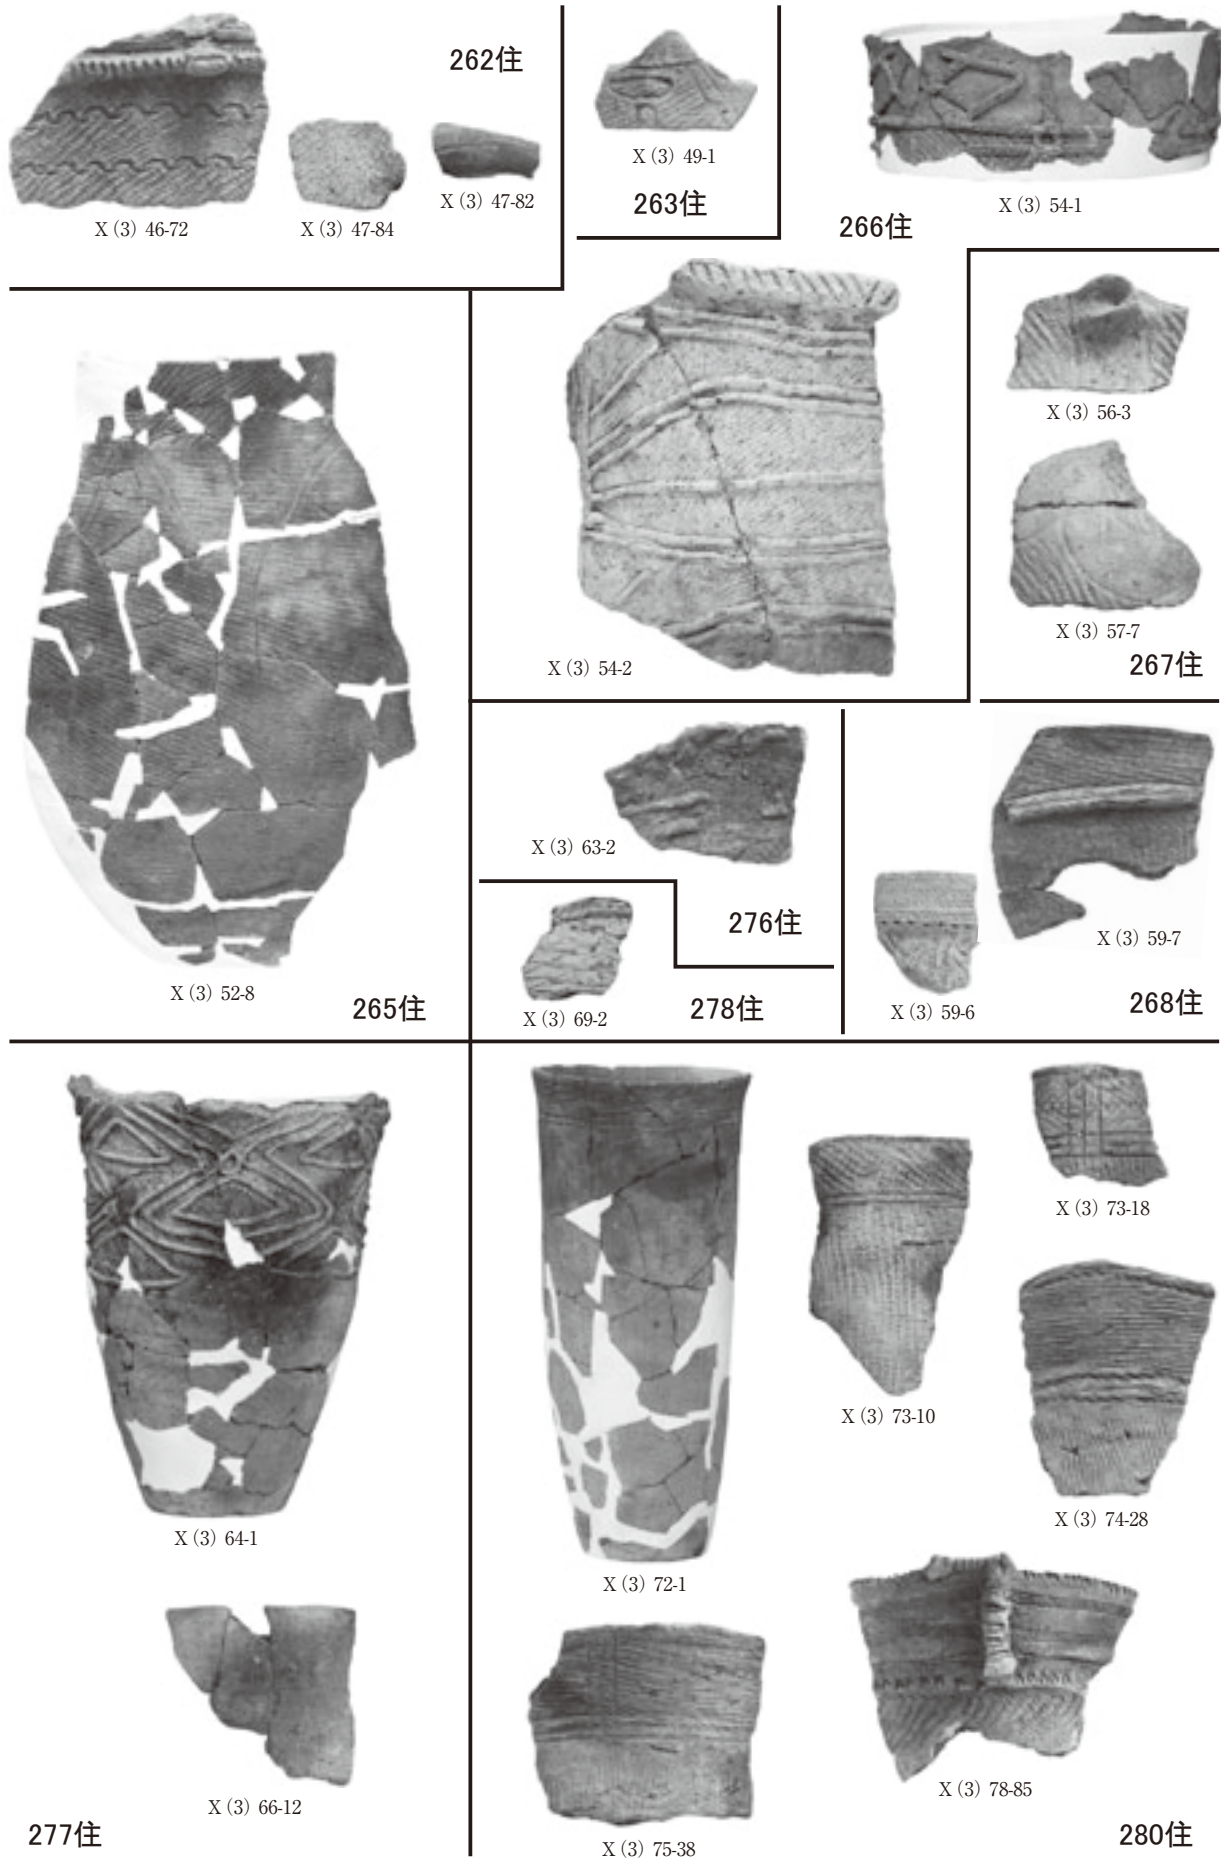 262住
X (3) 46-72
X (3) 47-84
X (3) 47-82
X (3) 49-1
263住
X (3) 54-1
266住
X (3) 54-2
X (3) 56-3
X (3) 57-7
267住
X (3) 52-8
265住
X (3) 63-2
276住
X (3) 69-2
278住
X (3) 59-7
X (3) 59-6
268住
X (3) 64-1
X (3) 66-12
277住
X (3) 72-1
X (3) 73-10
X (3) 73-18
X (3) 74-28
X (3) 75-38
X (3) 78-85
280住